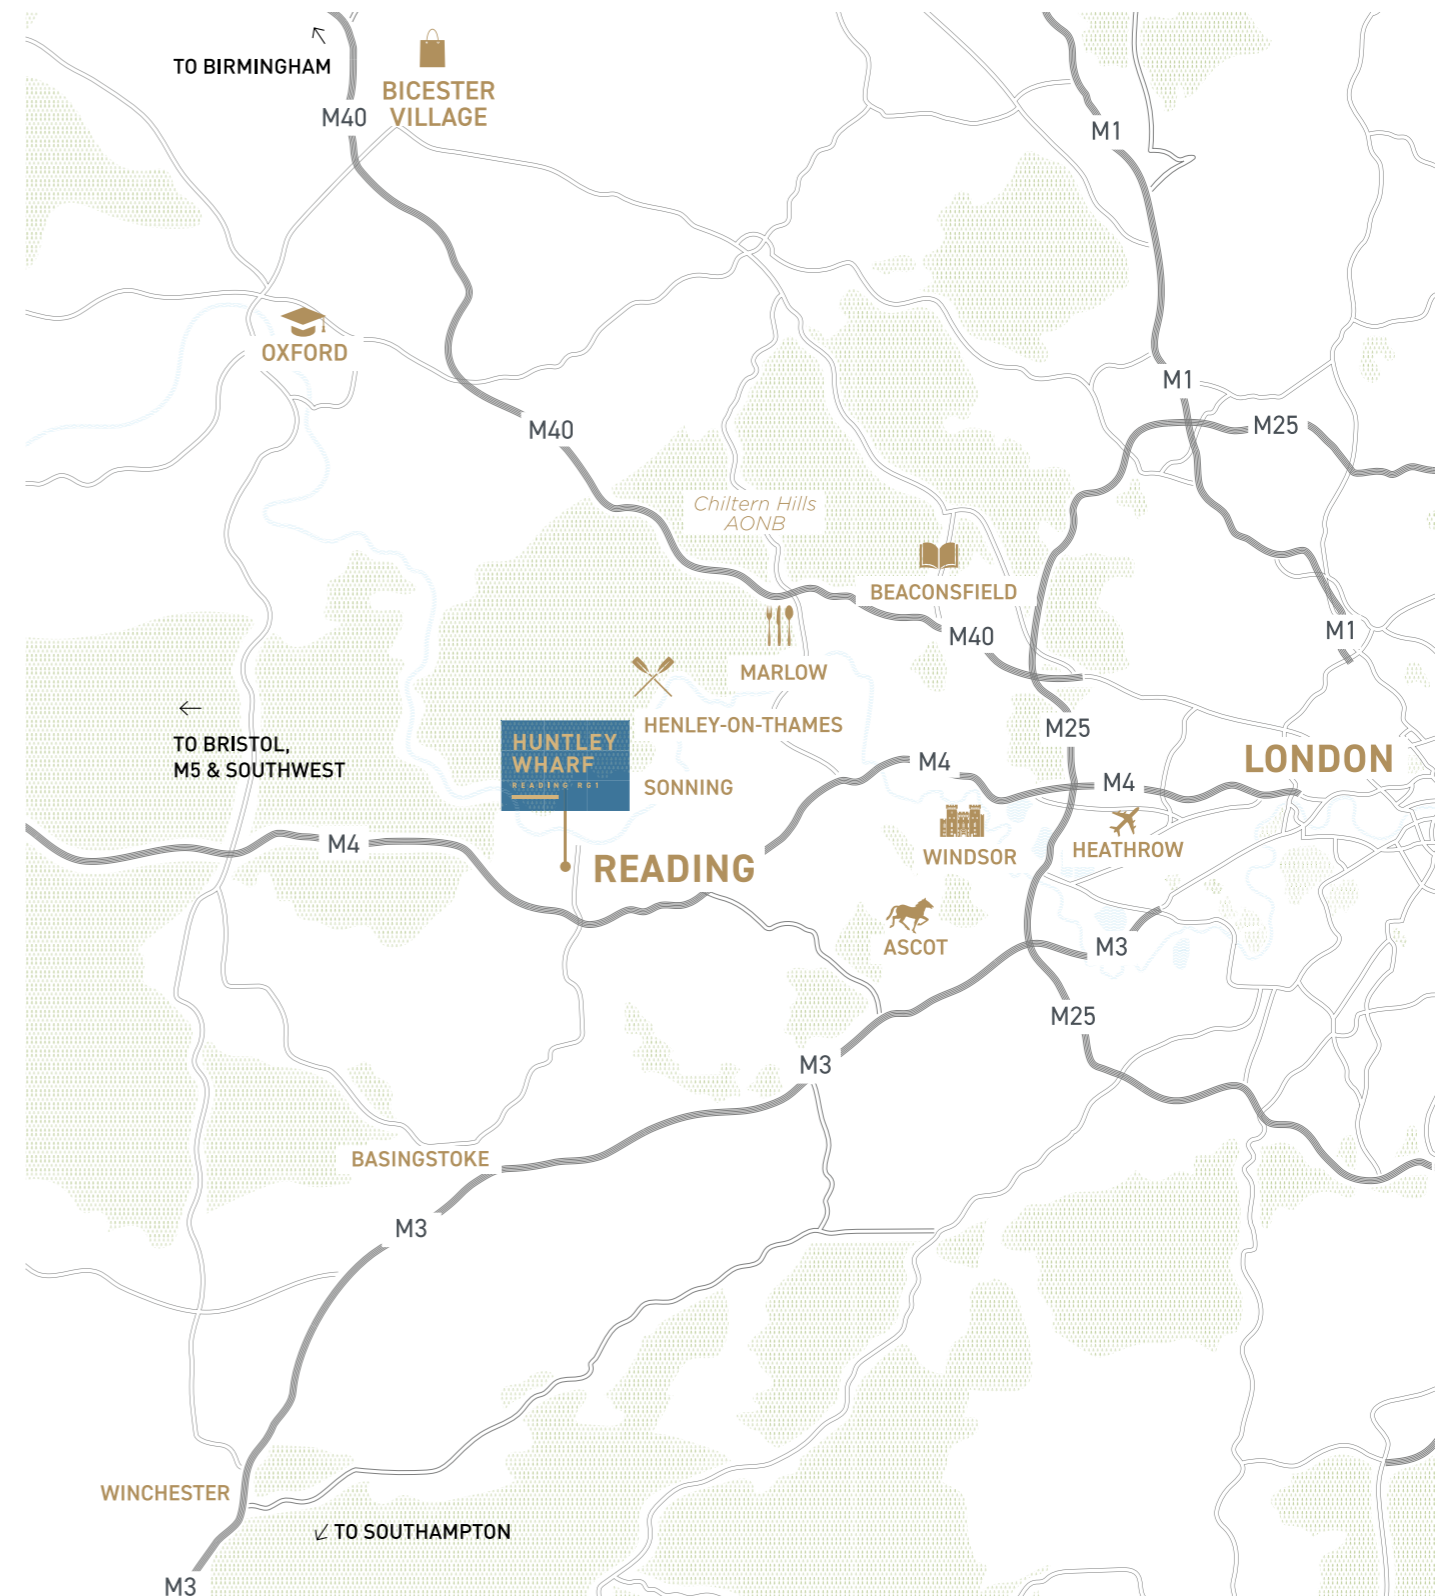 TO BIRMINGHAM
BICESTER
VILLAGE
M40
M1
OXFORD
M1
M25
M40
Chiltern Hills
AONB
BEACONSFIELD
M40
M1
MARLOW
HENLEY-ON-THAMES
M25
TO BRISTOL,
M5 & SOUTHWEST
HUNTLEY
WHARF
READING RG1
SONNING
M4
M4
LONDON
M4
READING
WINDSOR
HEATHROW
ASCOT
M3
M25
M3
BASINGSTOKE
M3
WINCHESTER
TO SOUTHAMPTON
M3